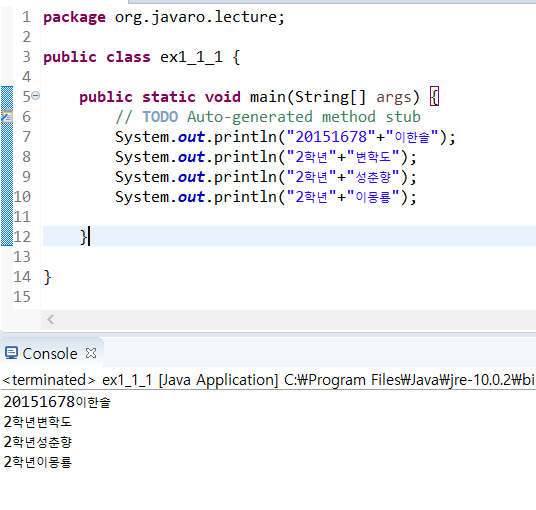 1 package org.javaro.lecture;
2
3 public class ex1_1_1 {
4
5 public static void main(String[] args) {
6 // TODO Auto-generated method stub
7 System.out.println("20151678"+"이한솔");
8 System.out.println("2학년"+"변학도");
9 System.out.println("2학년"+"성춘향");
10 System.out.println("2학년"+"이몽룡");
11
12 }
13
14 }
15
Console
<terminated> ex1_1_1 [Java Application] C:₩Program Files₩Java₩jre-10.0.2₩bi
20151678이한솔
2학년변학도
2학년성춘향
2학년이몽룡